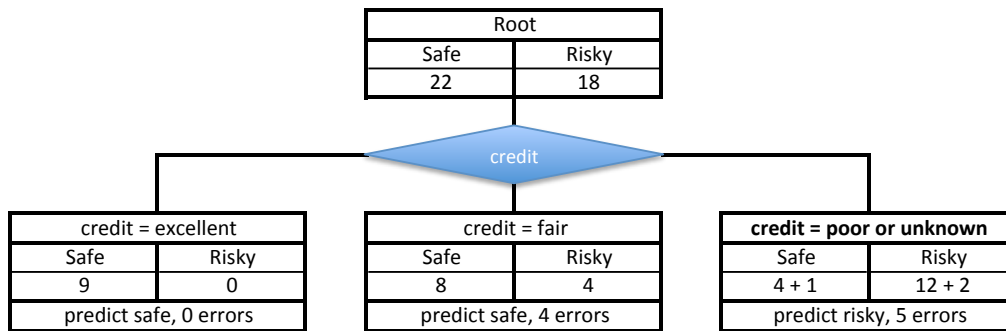 Root
Safe Risky
22 18
credit
credit = excellent
Safe Risky
9 0
predict safe, 0 errors
credit = fair
Safe Risky
8 4
predict safe, 4 errors
credit = poor or unknown
Safe Risky
4 + 1 12 + 2
predict risky, 5 errors